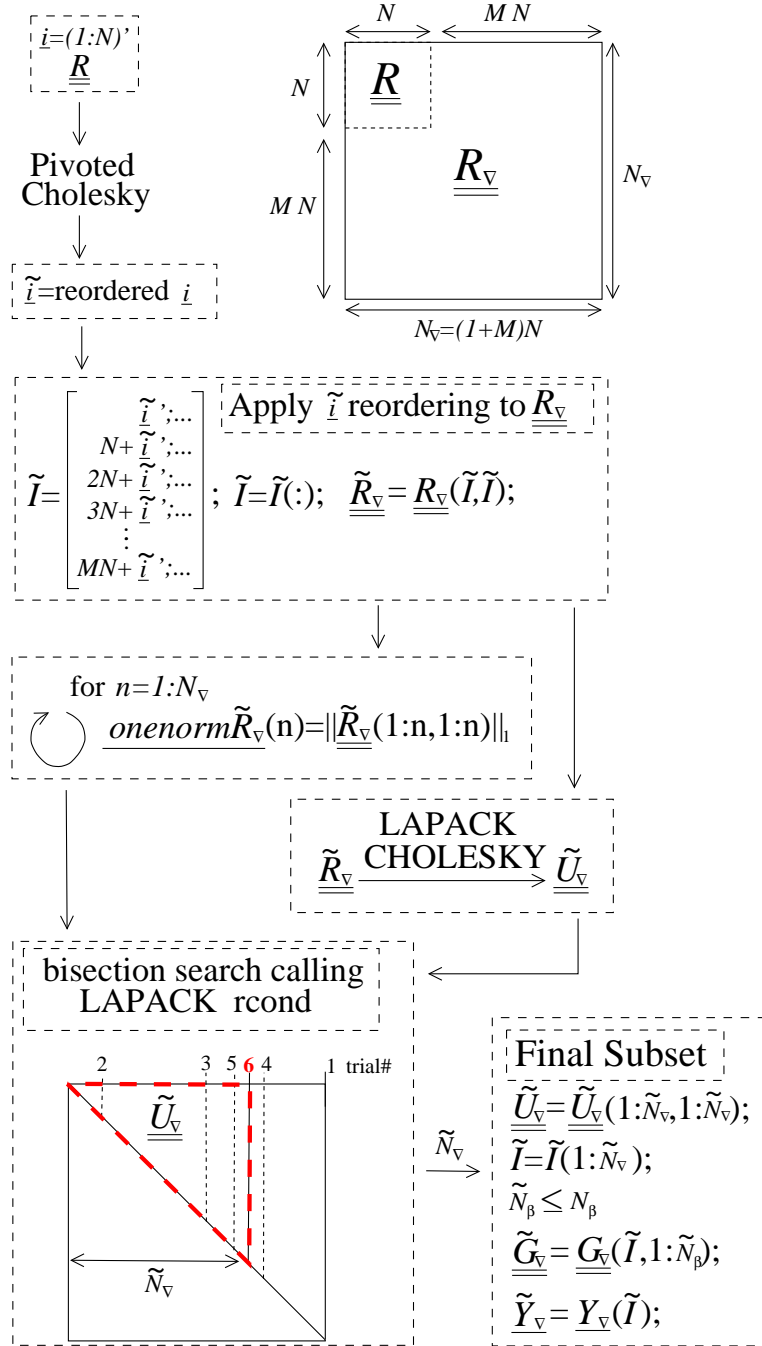 i=(1:N)’
R
Pivoted
Cholesky
ĩ=reordered i
N
M N
N
R
M N
R∇
N∇
N∇=(1+M)N
Apply ĩ reordering to R∇
Ĩ=[
ĩ ’;...
N+ ĩ ’;...
2N+ ĩ ’;...
3N+ ĩ ’;...
⋮
MN+ ĩ ’;...
] ; Ĩ=Ĩ(:); R̃∇=R∇(Ĩ,Ĩ);
for n=1:N∇
onenormR̃∇(n)=||R̃∇(1:n,1:n)||₁
LAPACK
CHOLESKY
R̃∇ Ũ∇
bisection search calling
LAPACK rcond
2 3 5 6 4 1 trial#
Ũ∇
Ñ∇
Ñ∇
Final Subset
Ũ∇=Ũ∇(1:Ñ∇,1:Ñ∇);
Ĩ=Ĩ(1:Ñ∇);
Ñβ ≤ Nβ
G̃∇=G∇(Ĩ,1:Ñβ);
Ỹ∇=Y∇(Ĩ);